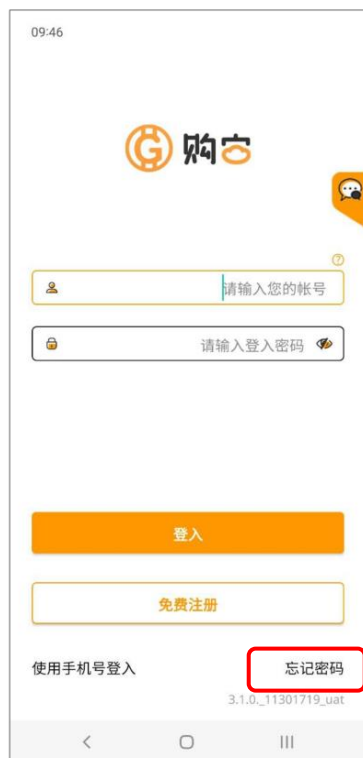 09:46
购宝
请输入您的帐号
请输入登入密码
登入
免费注册
使用手机号登入 忘记密码
3.1.0._11301719_uat